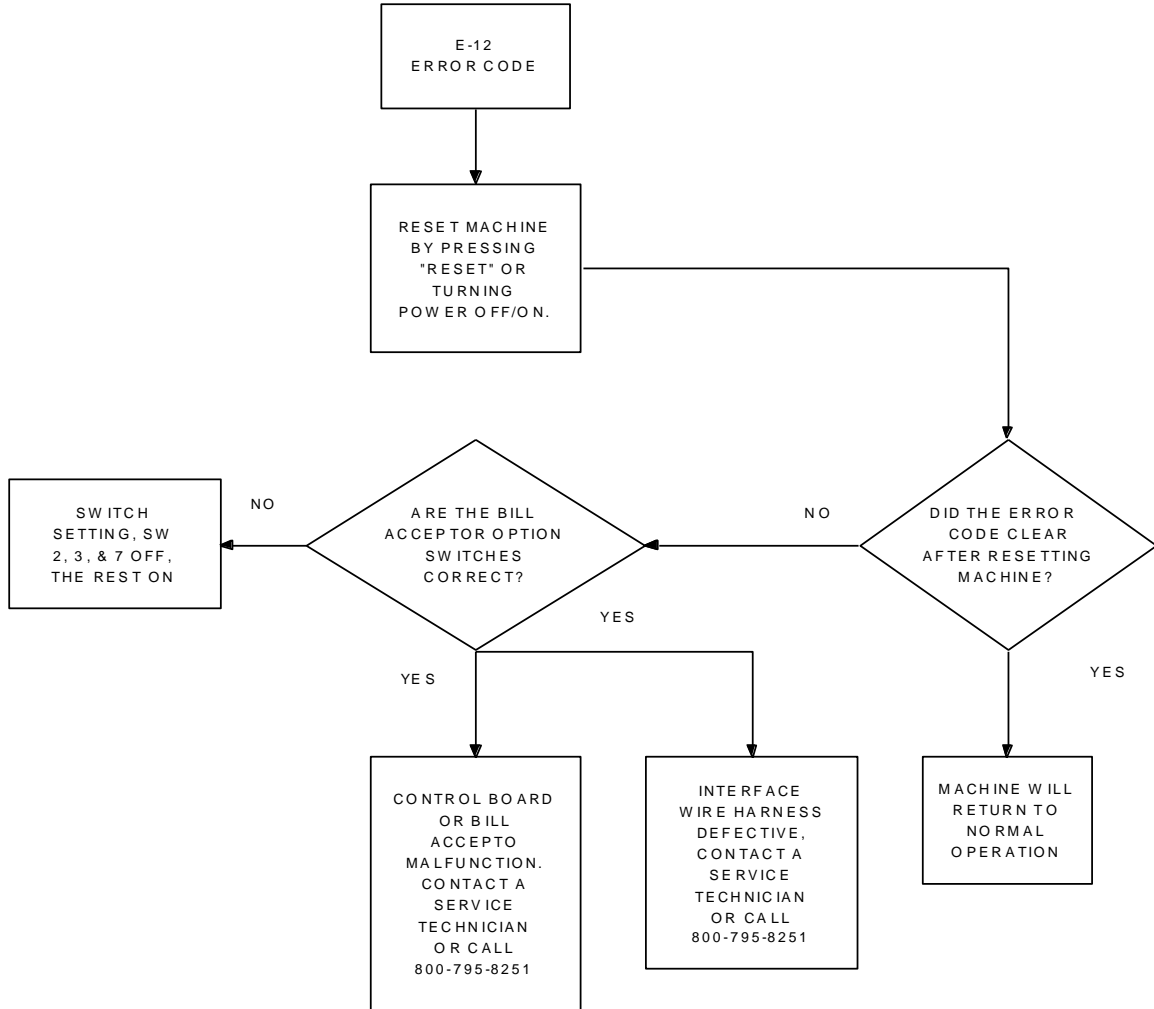 E-12
ERROR CODE
RESET MACHINE
BY PRESSING
"RESET" OR
TURNING
POWER OFF/ON.
SWITCH
SETTING, SW
2, 3, & 7 OFF,
THE REST ON
NO
ARE THE BILL
ACCEPTOR OPTION
SWITCHES
CORRECT?
NO
DID THE ERROR
CODE CLEAR
AFTER RESETTING
MACHINE?
YES
YES
YES
CONTROL BOARD
OR BILL
ACCEPTO
MALFUNCTION.
CONTACT A
SERVICE
TECHNICIAN
OR CALL
800-795-8251
INTERFACE
WIRE HARNESS
DEFECTIVE,
CONTACT A
SERVICE
TECHNICIAN
OR CALL
800-795-8251
MACHINE WILL
RETURN TO
NORMAL
OPERATION